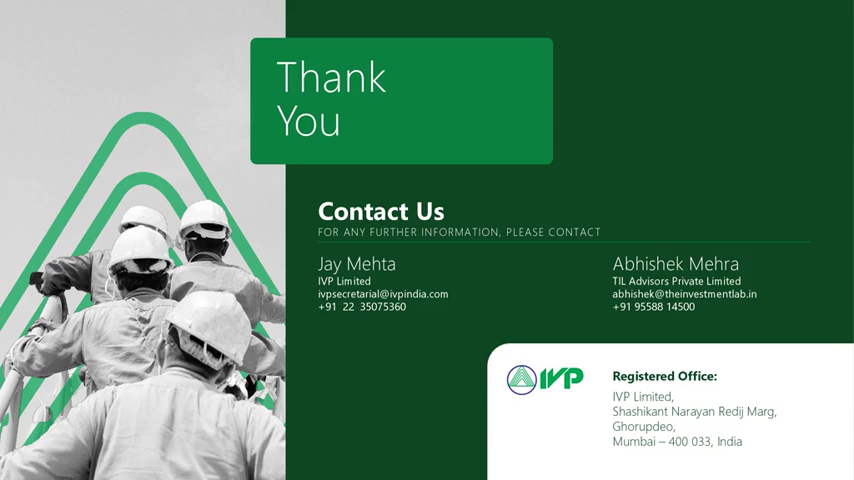 Thank
You
Contact Us
FOR ANY FURTHER INFORMATION, PLEASE CONTACT
Jay Mehta
IVP Limited
ivpsecretarial@ivpindia.com
+91 22 35075360
Abhishek Mehra
TIL Advisors Private Limited
abhishek@theinvestmentlab.in
+91 95588 14500
IVP
Registered Office:
IVP Limited,
Shashikant Narayan Redij Marg,
Ghorupdeo,
Mumbai – 400 033, India